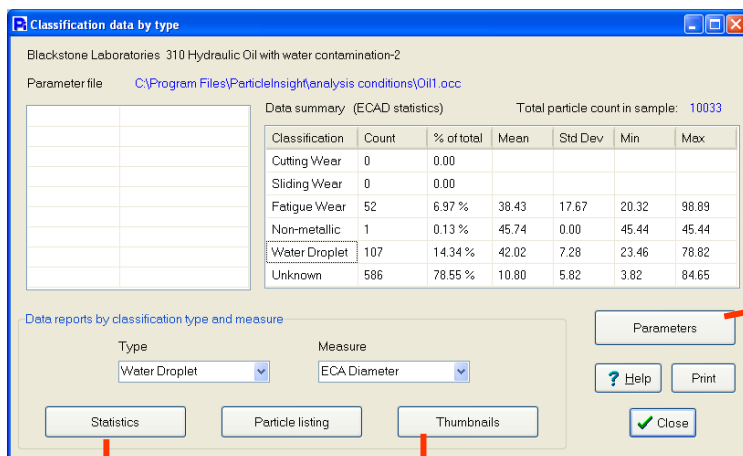 Classification data by type
Blackstone Laboratories 310 Hydraulic Oil with water contamination-2
Parameter file C:\Program Files\ParticleInsight\analysis conditions\Oil1.occ
Data summary (ECAD statistics) Total particle count in sample: 10033
Classification Count % of total Mean Std Dev Min Max
Cutting Wear 0 0.00
Sliding Wear 0 0.00
Fatigue Wear 52 6.97 % 38.43 17.67 20.32 98.89
Non-metallic 1 0.13 % 45.74 0.00 45.44 45.44
Water Droplet 107 14.34 % 42.02 7.28 23.46 78.82
Unknown 586 78.55 % 10.80 5.82 3.82 84.65
Data reports by classification type and measure
Type Measure
Water Droplet ECA Diameter
Statistics Particle listing Thumbnails
Parameters
? Help Print
Close